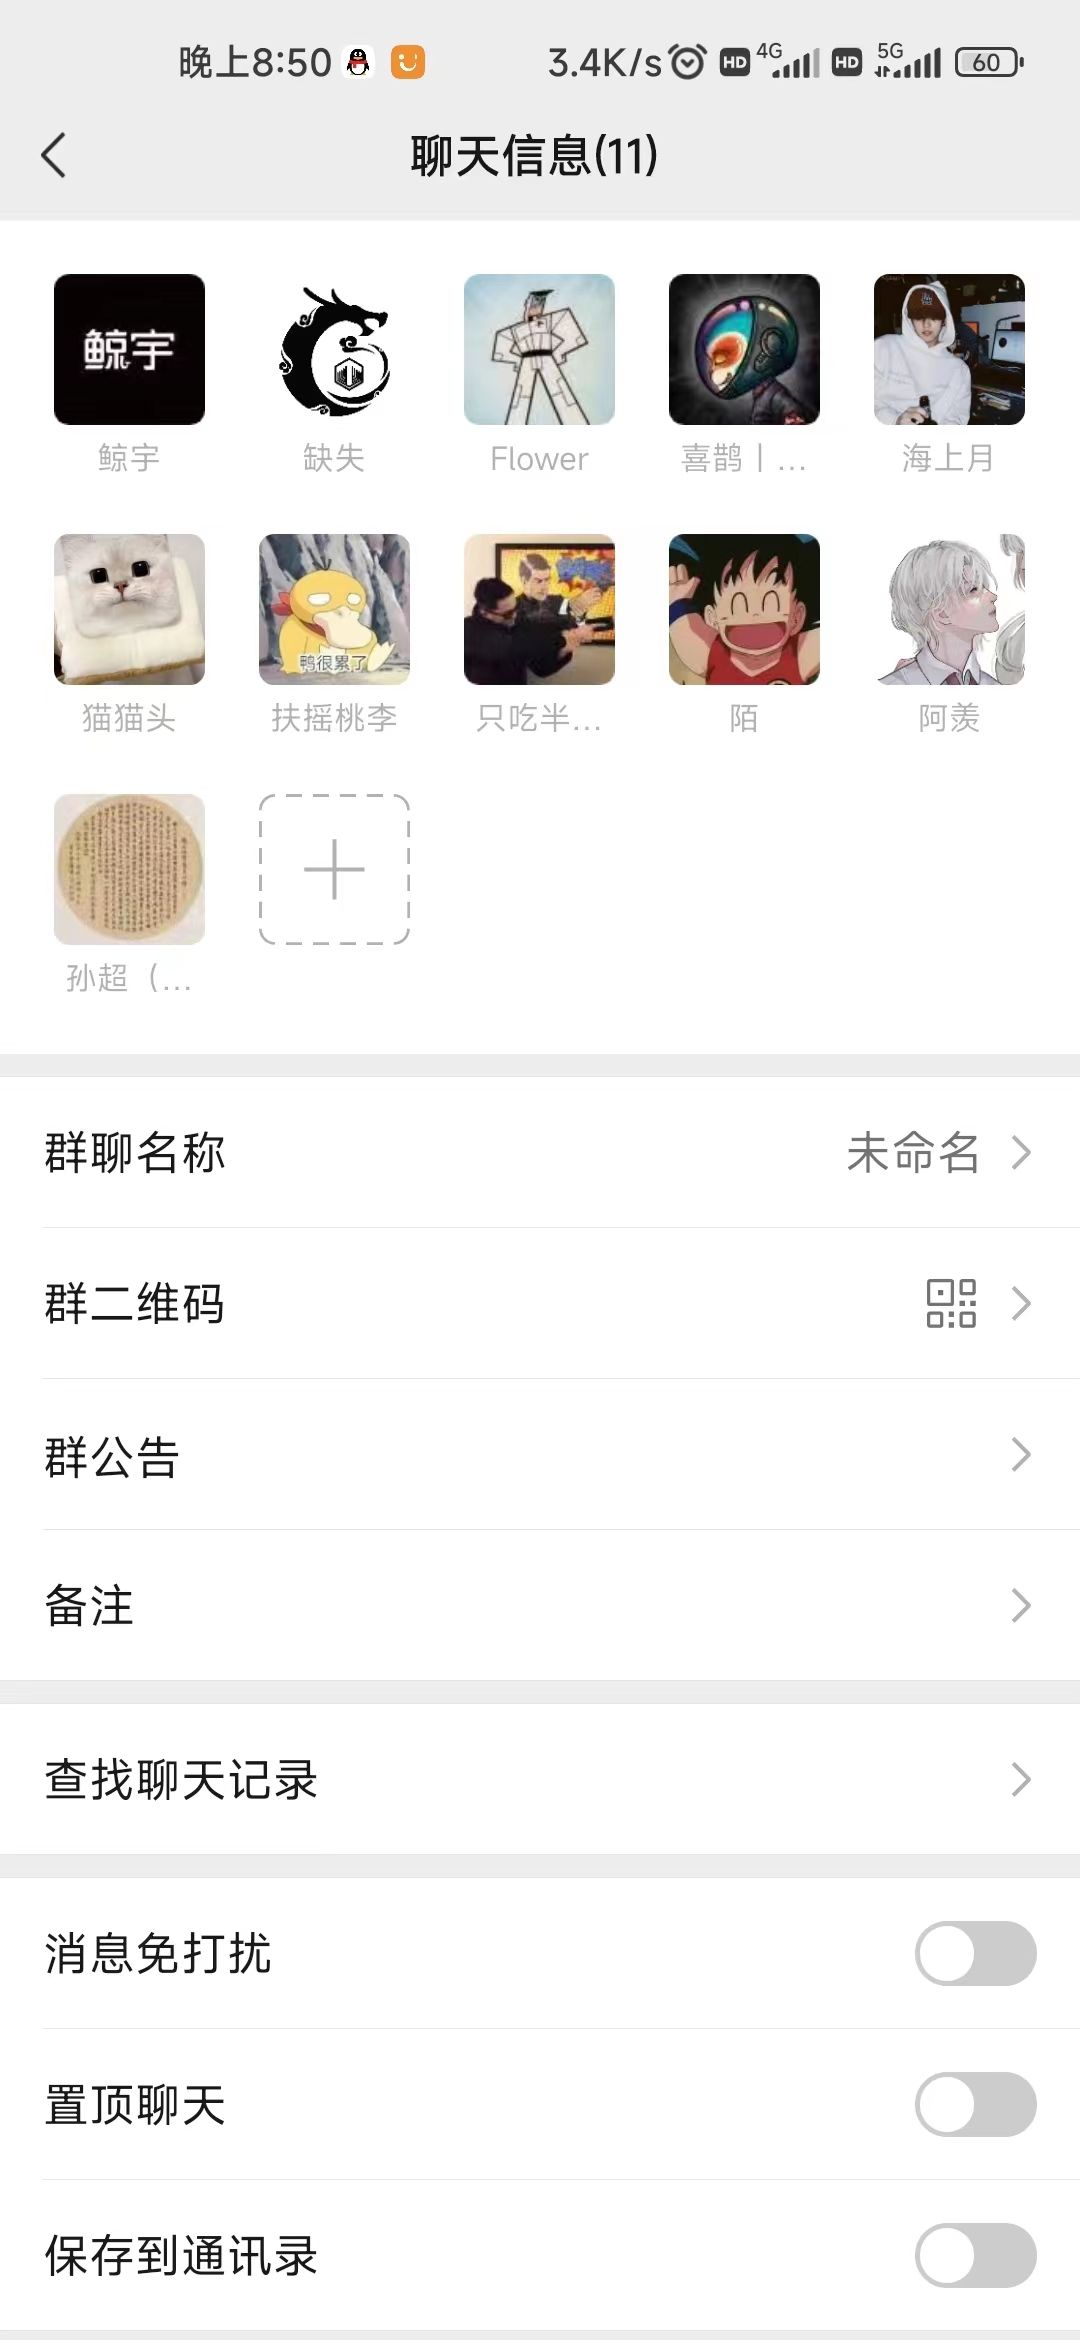 晚上8:50
3.4K/s HD 4G HD 5G 60
聊天信息(11)
鲸宇
鲸宇 缺失 Flower 喜鹊丨... 海上月
鸭很累了
猫猫头 扶摇桃李 只吃半... 陌 阿羡
孙超（...
群聊名称 未命名
群二维码
群公告
备注
查找聊天记录
消息免打扰
置顶聊天
保存到通讯录